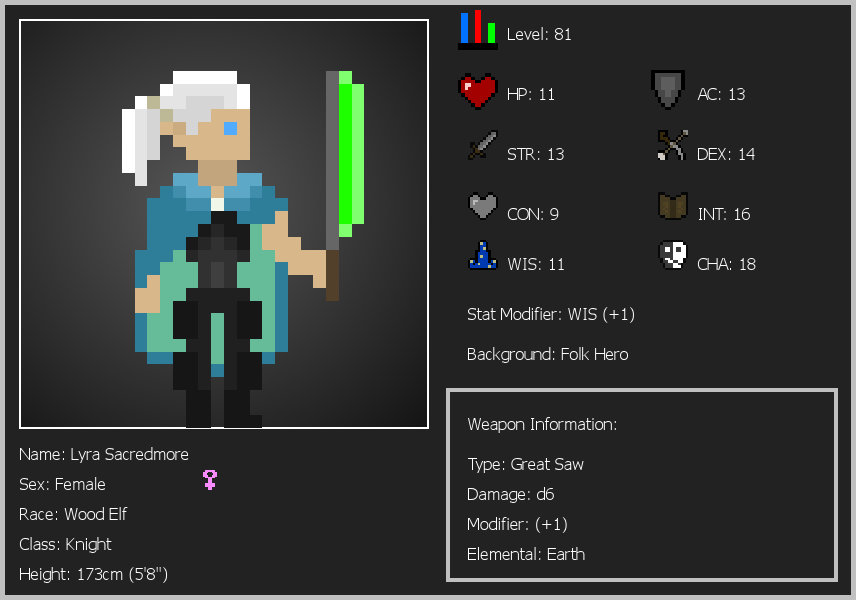 Level: 81
HP: 11
AC: 13
STR: 13
DEX: 14
CON: 9
INT: 16
WIS: 11
CHA: 18
Stat Modifier: WIS (+1)
Background: Folk Hero
Weapon Information:
Type: Great Saw
Damage: d6
Modifier: (+1)
Elemental: Earth
Name: Lyra Sacredmore
Sex: Female
Race: Wood Elf
Class: Knight
Height: 173cm (5'8")